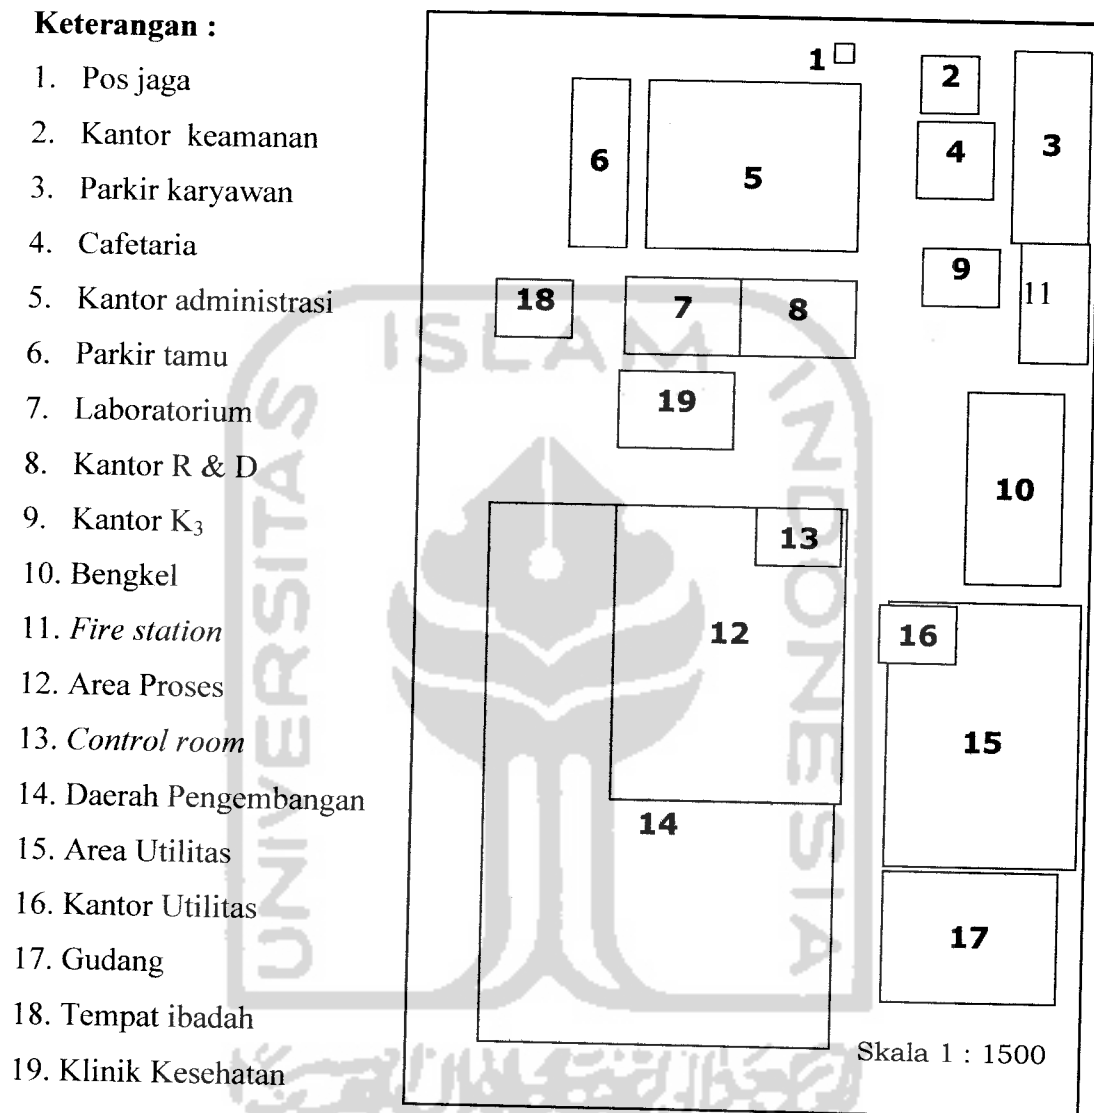 Keterangan :
1. Pos jaga
2. Kantor keamanan
3. Parkir karyawan
4. Cafetaria
5. Kantor administrasi
6. Parkir tamu
7. Laboratorium
8. Kantor R & D
9. Kantor K3
10. Bengkel
11. Fire station
12. Area Proses
13. Control room
14. Daerah Pengembangan
15. Area Utilitas
16. Kantor Utilitas
17. Gudang
18. Tempat ibadah
19. Klinik Kesehatan
1
2
3
4
5
6
9
11
18
7
8
19
10
13
12
16
15
14
17
Skala 1 : 1500
UNIVERSITAS
ISLAM
INDONESIA